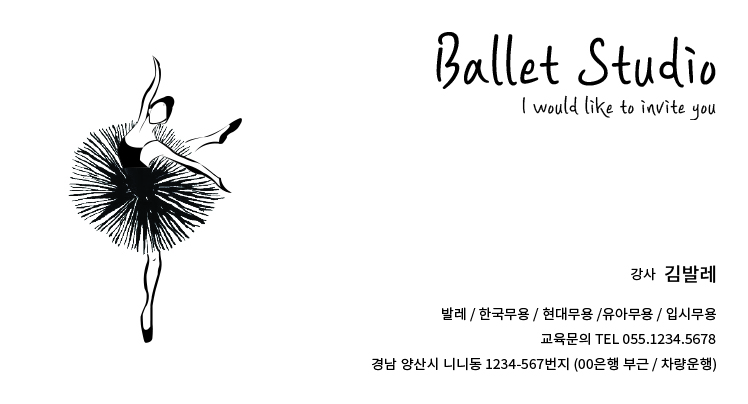 Ballet Studio
I would like to invite you
강사 김발레
발레 / 한국무용 / 현대무용 /유아무용 / 입시무용
교육문의 TEL 055.1234.5678
경남 양산시 니니동 1234-567번지 (00은행 부근 / 차량운행)